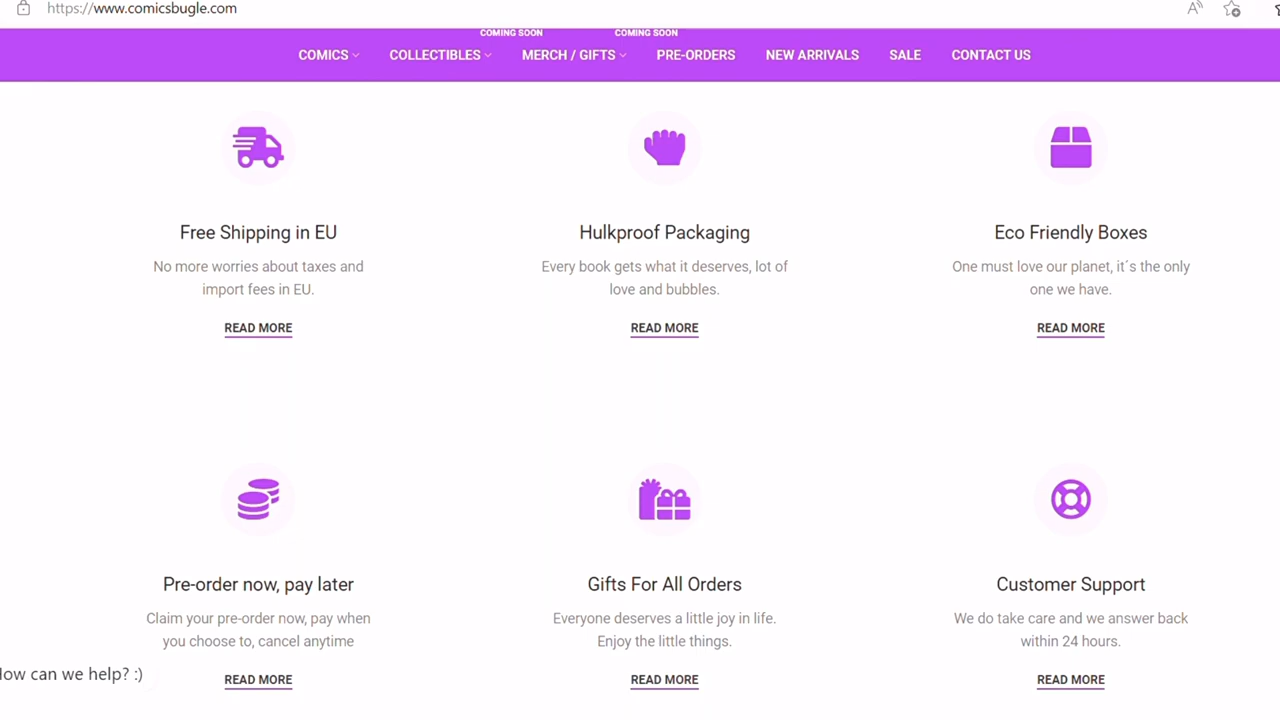 https://www.comicsbugle.com
COMING SOON
COMING SOON
COMICS
COLLECTIBLES
MERCH / GIFTS
PRE-ORDERS
NEW ARRIVALS
SALE
CONTACT US
Free Shipping in EU
No more worries about taxes and
import fees in EU.
READ MORE
Hulkproof Packaging
Every book gets what it deserves, lot of
love and bubbles.
READ MORE
Eco Friendly Boxes
One must love our planet, it´s the only
one we have.
READ MORE
Pre-order now, pay later
Claim your pre-order now, pay when
you choose to, cancel anytime
READ MORE
Gifts For All Orders
Everyone deserves a little joy in life.
Enjoy the little things.
READ MORE
Customer Support
We do take care and we answer back
within 24 hours.
READ MORE
How can we help? :)